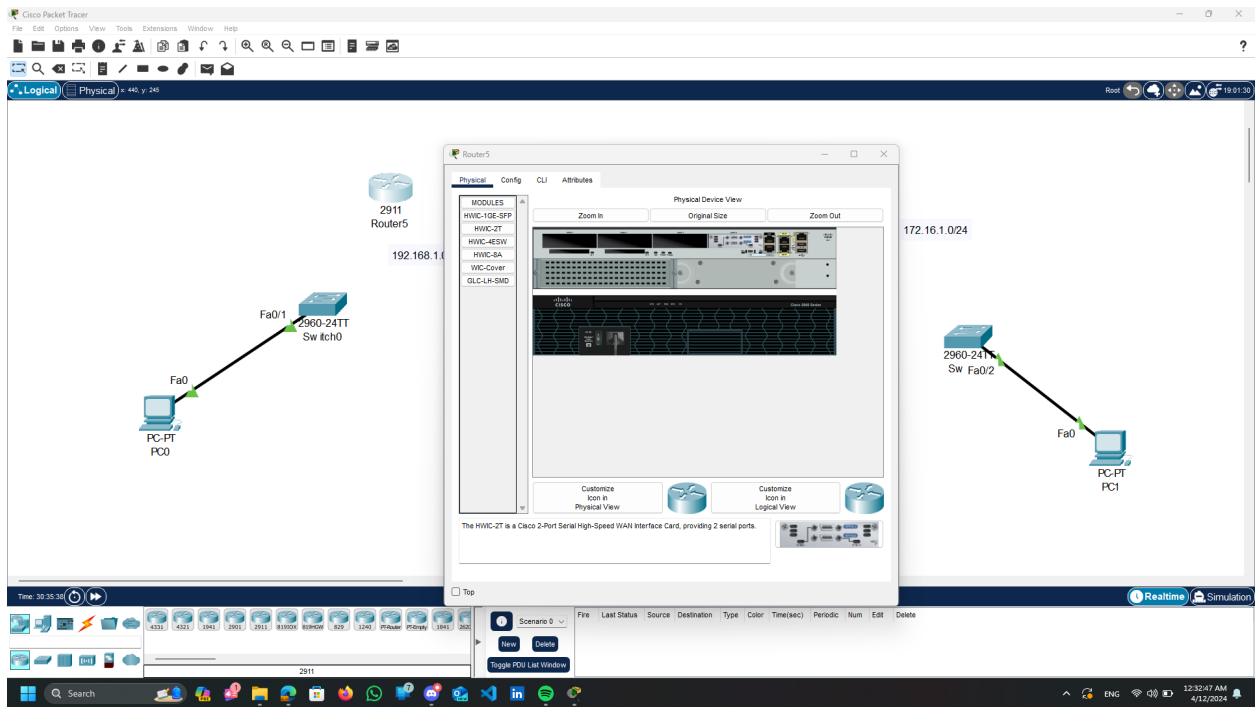 Cisco Packet Tracer
File Edit Options View Tools Extensions Window Help
?
Logical Physical x: 440, y: 245 Root 19:01:30
2911
Router5
192.168.1.0
Fa0/1
2960-24TT
Switch0
Fa0
PC-PT
PC0
Router5
Physical Config CLI Attributes
MODULES
HWIC-1GE-SFP
HWIC-2T
HWIC-4ESW
HWIC-8A
WIC-Cover
GLC-LH-SMD
Physical Device View
Zoom In Original Size Zoom Out
CISCO
Cisco 2900 Series
Customize
Icon in
Physical View
Customize
Icon in
Logical View
The HWIC-2T is a Cisco 2-Port Serial High-Speed WAN Interface Card, providing 2 serial ports.
Top
172.16.1.0/24
2960-24TT
Sw Fa0/2
Fa0
PC-PT
PC1
Time: 30:35:38 Realtime Simulation
4331 4321 1941 2901 2911 819IOX 819HGW 829 1240 PT-Router PT-Empty 1841 2620
2911
Scenario 0
New Delete
Toggle PDU List Window
Fire Last Status Source Destination Type Color Time(sec) Periodic Num Edit Delete
Search
7
ENG
12:32:47 AM
4/12/2024